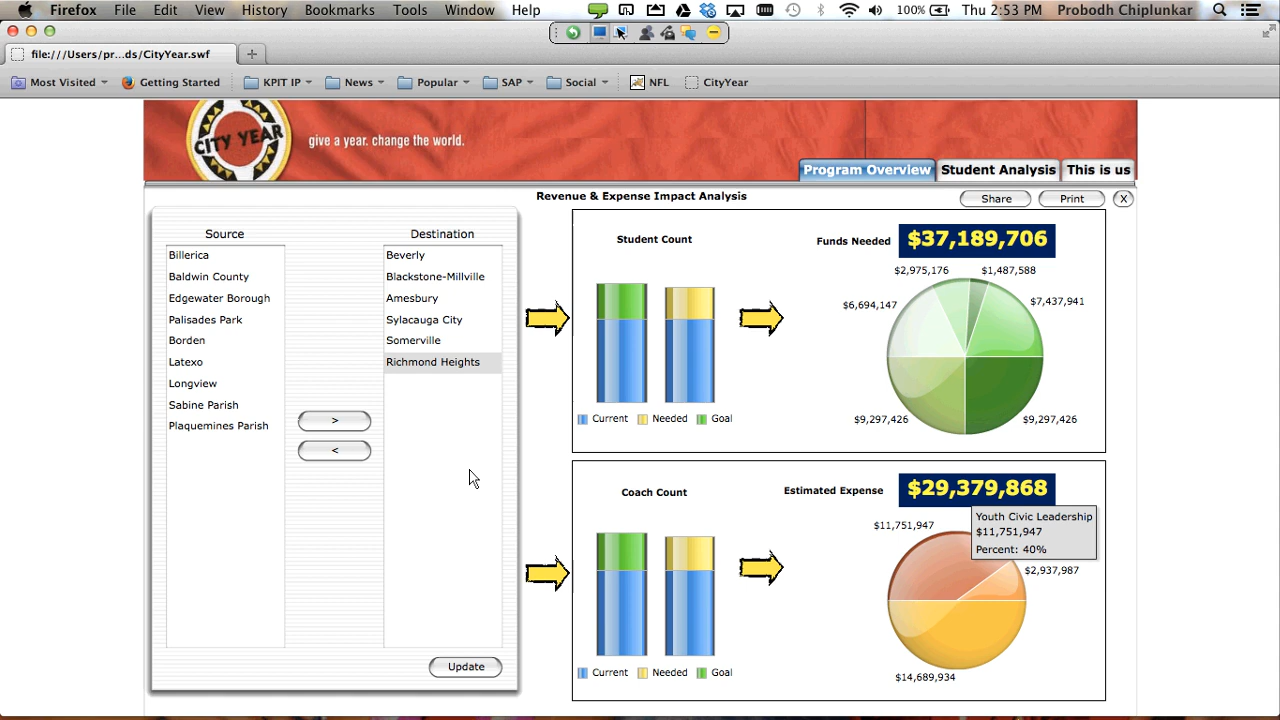 Firefox File Edit View History Bookmarks Tools Window Help 100% Thu 2:53 PM Probodh Chiplunkar
file:///Users/pr...ds/CityYear.swf
Most Visited Getting Started KPIT IP News Popular SAP Social NFL CityYear
CITY YEAR
give a year. change the world.
Program Overview Student Analysis This is us
Revenue & Expense Impact Analysis
Share Print X
Source
Billerica
Baldwin County
Edgewater Borough
Palisades Park
Borden
Latexo
Longview
Sabine Parish
Plaquemines Parish
>
<
Destination
Beverly
Blackstone-Millville
Amesbury
Sylacauga City
Somerville
Richmond Heights
Update
Student Count
Current Needed Goal
Funds Needed $37,189,706
$2,975,176 $1,487,588
$6,694,147 $7,437,941
$9,297,426 $9,297,426
Coach Count
Current Needed Goal
Estimated Expense $29,379,868
Youth Civic Leadership
$11,751,947
Percent: 40%
$11,751,947
$2,937,987
$14,689,934